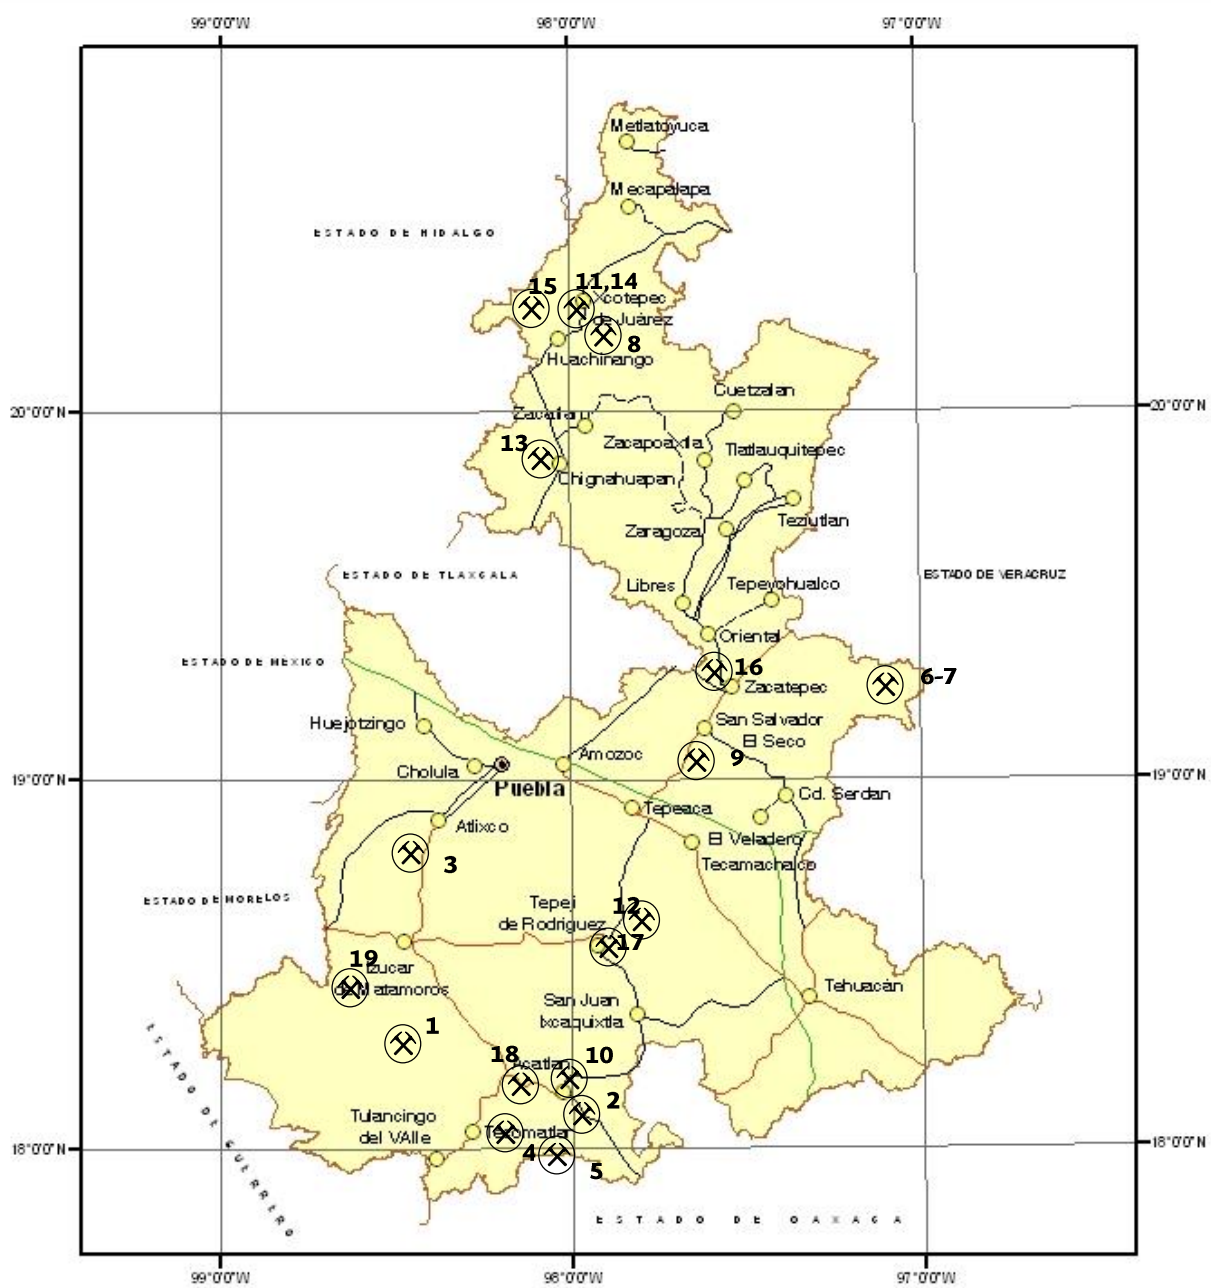 99°0'0"W
98°0'0"W
97°0'0"W
Metlatoyuca
Mecapalapa
ESTADO DE HIDALGO
15
11,14
Xcotepec
de Juárez
8
Huachinango
Cuetzalan
20°0'0"N
20°0'0"N
Zacatlan
13
Zacapoaxtla
Tlatlauquitepec
Chignahuapan
Teziutlan
Zaragoza
ESTADO DE TLAXCALA
ESTADO DE VERACRUZ
Libres
Tepeyohualco
Oriental
ESTADO DE MEXICO
16
6-7
Zacatepec
Huejotzingo
San Salvador
El Seco
Amozoc
9
Cholula
19°0'0"N
19°0'0"N
Puebla
Cd. Serdan
Tepeaca
Atlixco
El Veladero
3
Tecamachalco
ESTADO DE MORELOS
Tepeji
de Rodriguez
12
17
19
Izucar
de Matamoros
Tehuacán
San Juan
Ixcaquixtla
1
ESTADO DE GUERRERO
18
Acatlan
10
2
Tulancingo
del VAlle
Tecomatlan
18°0'0"N
18°0'0"N
4
5
ESTADO DE OAXACA
99°0'0"W
98°0'0"W
97°0'0"W